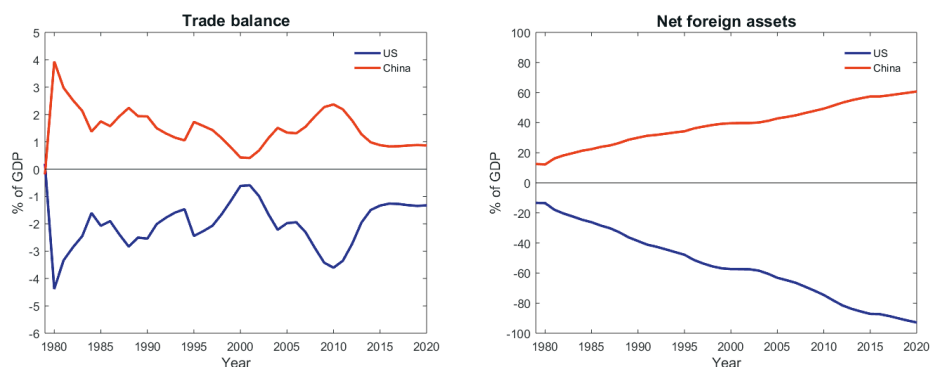 Trade balance
5
4
3
2
1
0
-1
-2
-3
-4
-5
-6
% of GDP
US
China
1980 1985 1990 1995 2000 2005 2010 2015 2020
Year
Net foreign assets
100
80
60
40
20
0
-20
-40
-60
-80
-100
% of GDP
US
China
1980 1985 1990 1995 2000 2005 2010 2015 2020
Year